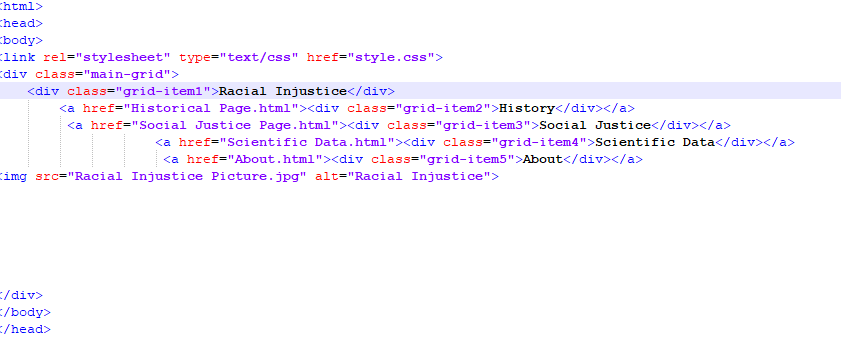 <html>
<head>
<body>
<link rel="stylesheet" type="text/css" href="style.css">
<div class="main-grid">
<div class="grid-item1">Racial Injustice</div>
<a href="Historical Page.html"><div class="grid-item2">History</div></a>
<a href="Social Justice Page.html"><div class="grid-item3">Social Justice</div></a>
<a href="Scientific Data.html"><div class="grid-item4">Scientific Data</div></a>
<a href="About.html"><div class="grid-item5">About</div></a>
<img src="Racial Injustice Picture.jpg" alt="Racial Injustice">
</div>
</body>
</head>